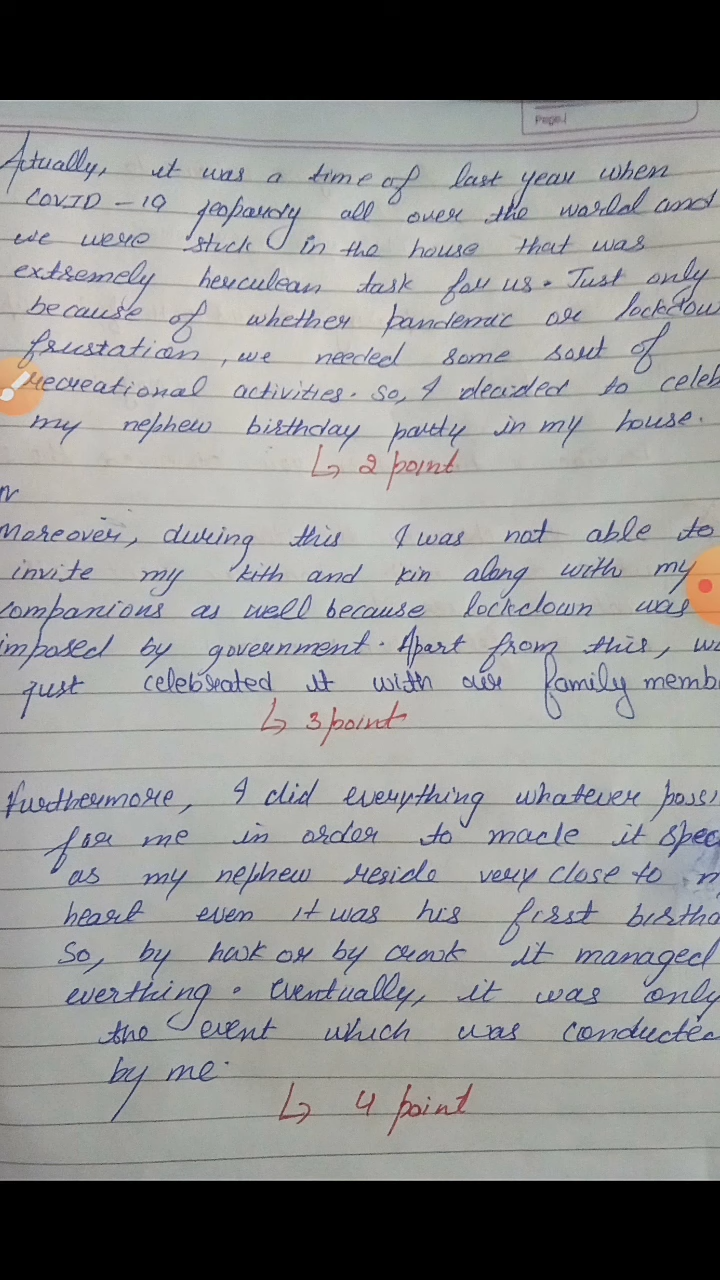 Page
Actually, it was a time of last year when
COVID-19 jeopardy all over the world and
we were stuck in the house that was
extremely herculean task for us. Just only
because of whether pandemic or lockdow
frustation, we needed some sort of
recreational activities. So, I decided to celeb
my nephew birthday party in my house.
↳ 2 point
Moreover, during this I was not able to
invite my kith and kin along with my
companions as well because lockdown was
imposed by government. Apart from this, w
just celebrated it with our family memb
↳ 3 point
Furthermore, I did everything whatever possi
for me in order to made it spec
as my nephew reside very close to m
heart even it was his first birthd
So, by hook or by crook it managed
everthing. Eventually, it was only
the event which was conducted
by me.
↳ 4 point